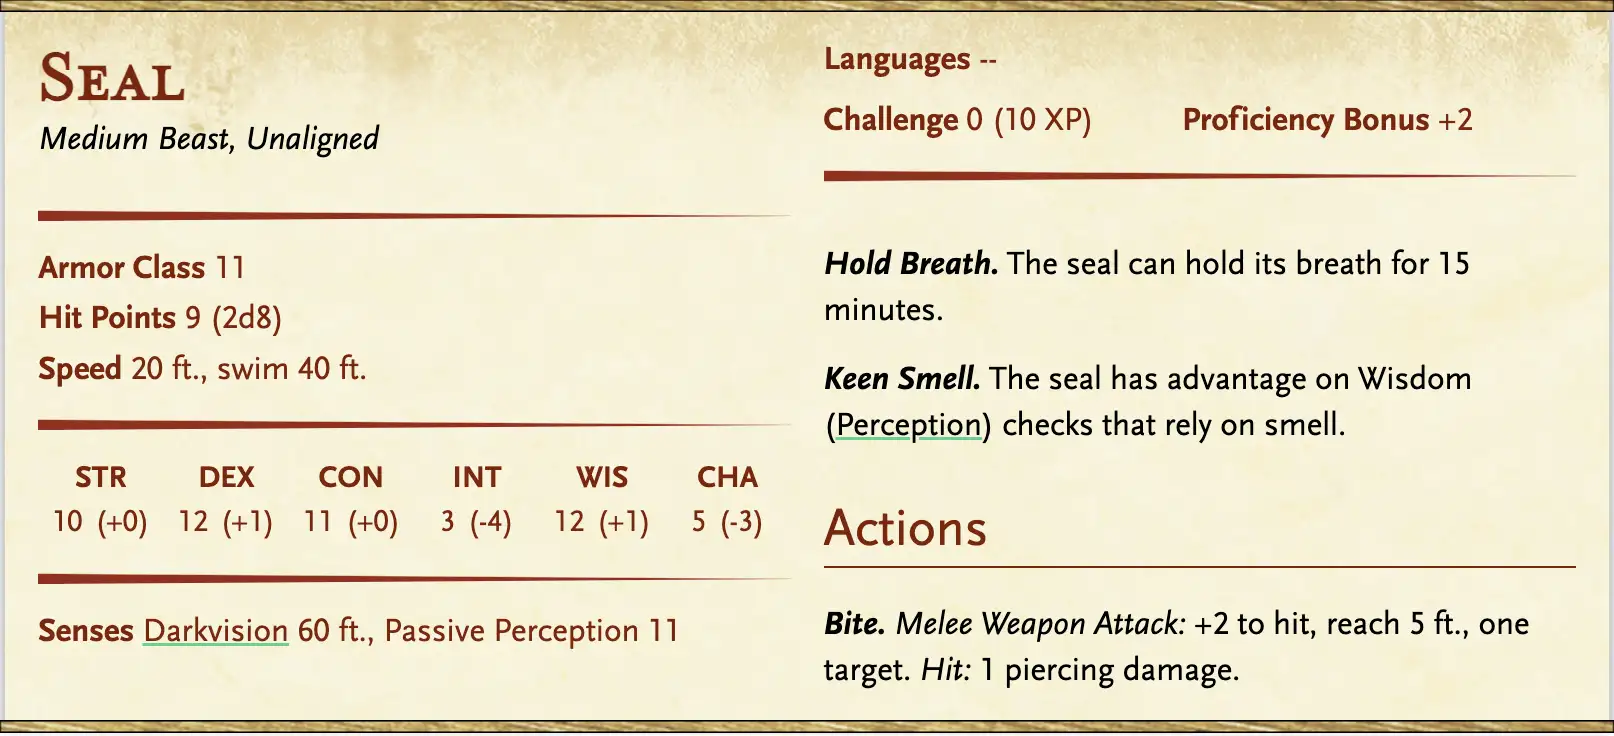 SEAL
Medium Beast, Unaligned
Armor Class 11
Hit Points 9 (2d8)
Speed 20 ft., swim 40 ft.
STR DEX CON INT WIS CHA
10 (+0) 12 (+1) 11 (+0) 3 (-4) 12 (+1) 5 (-3)
Senses Darkvision 60 ft., Passive Perception 11
Languages --
Challenge 0 (10 XP) Proficiency Bonus +2
Hold Breath. The seal can hold its breath for 15
minutes.
Keen Smell. The seal has advantage on Wisdom
(Perception) checks that rely on smell.
Actions
Bite. Melee Weapon Attack: +2 to hit, reach 5 ft., one
target. Hit: 1 piercing damage.